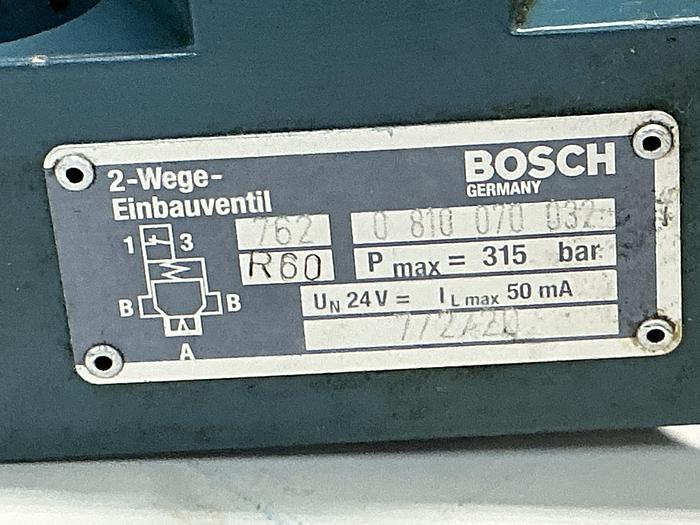 2-Wege-
Einbauventil
BOSCH
GERMANY
762
0 810 070 032
R60
P max = 315 bar
1 3
UN 24V = IL max 50 mA
B B
A